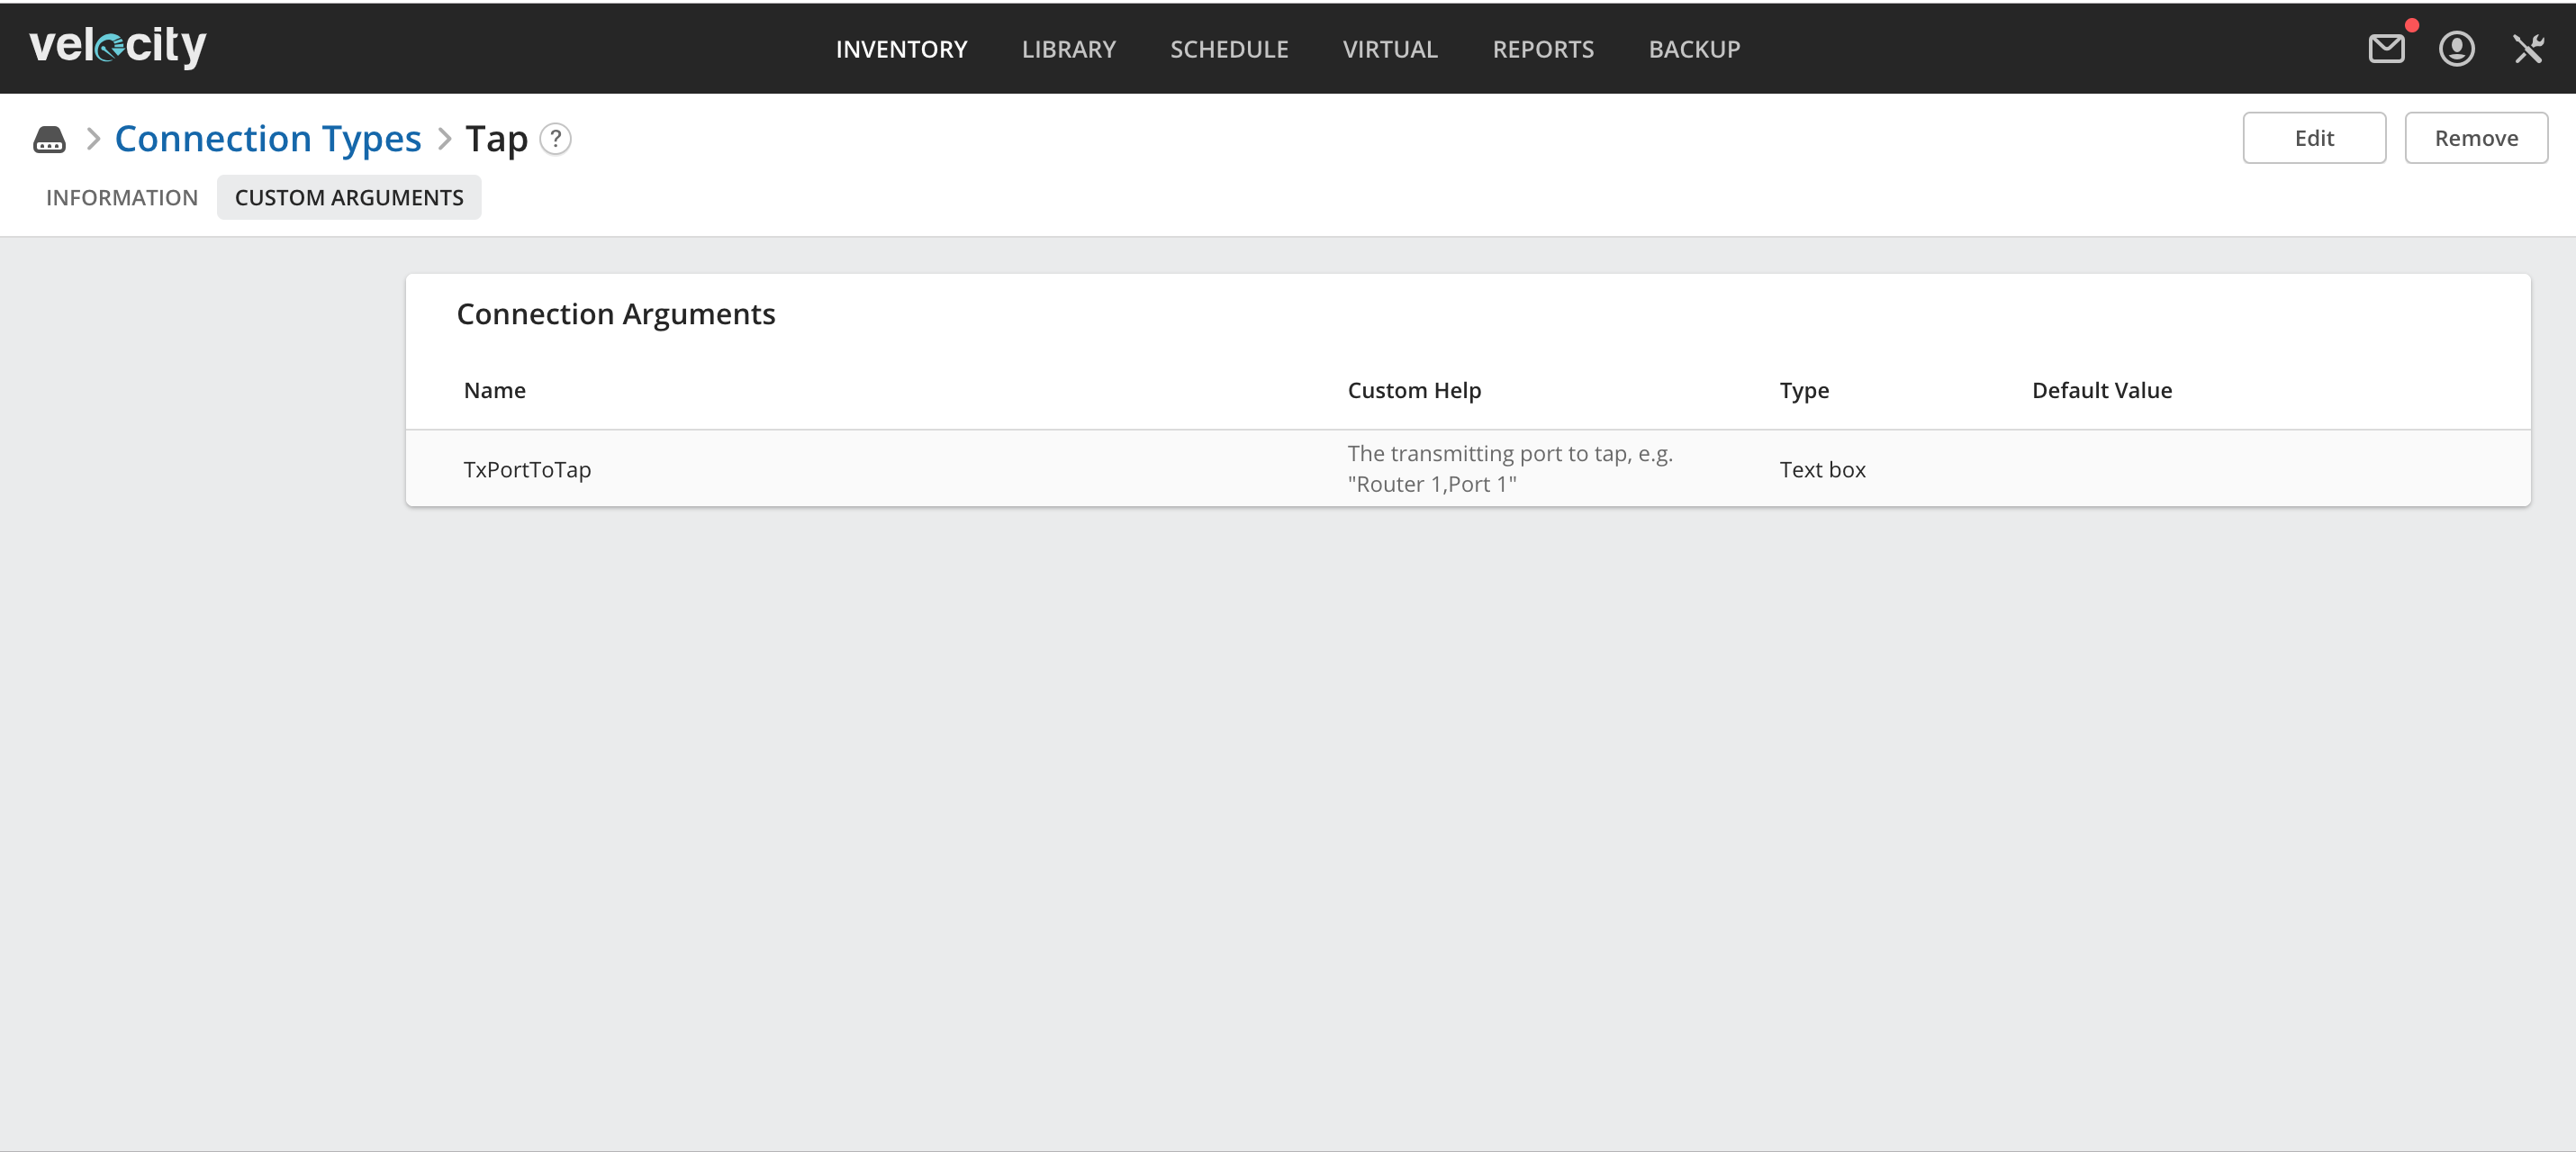 velocity
INVENTORY LIBRARY SCHEDULE VIRTUAL REPORTS BACKUP
Connection Types > Tap ?
Edit Remove
INFORMATION CUSTOM ARGUMENTS
Connection Arguments
Name Custom Help Type Default Value
TxPortToTap The transmitting port to tap, e.g. Text box
"Router 1,Port 1"